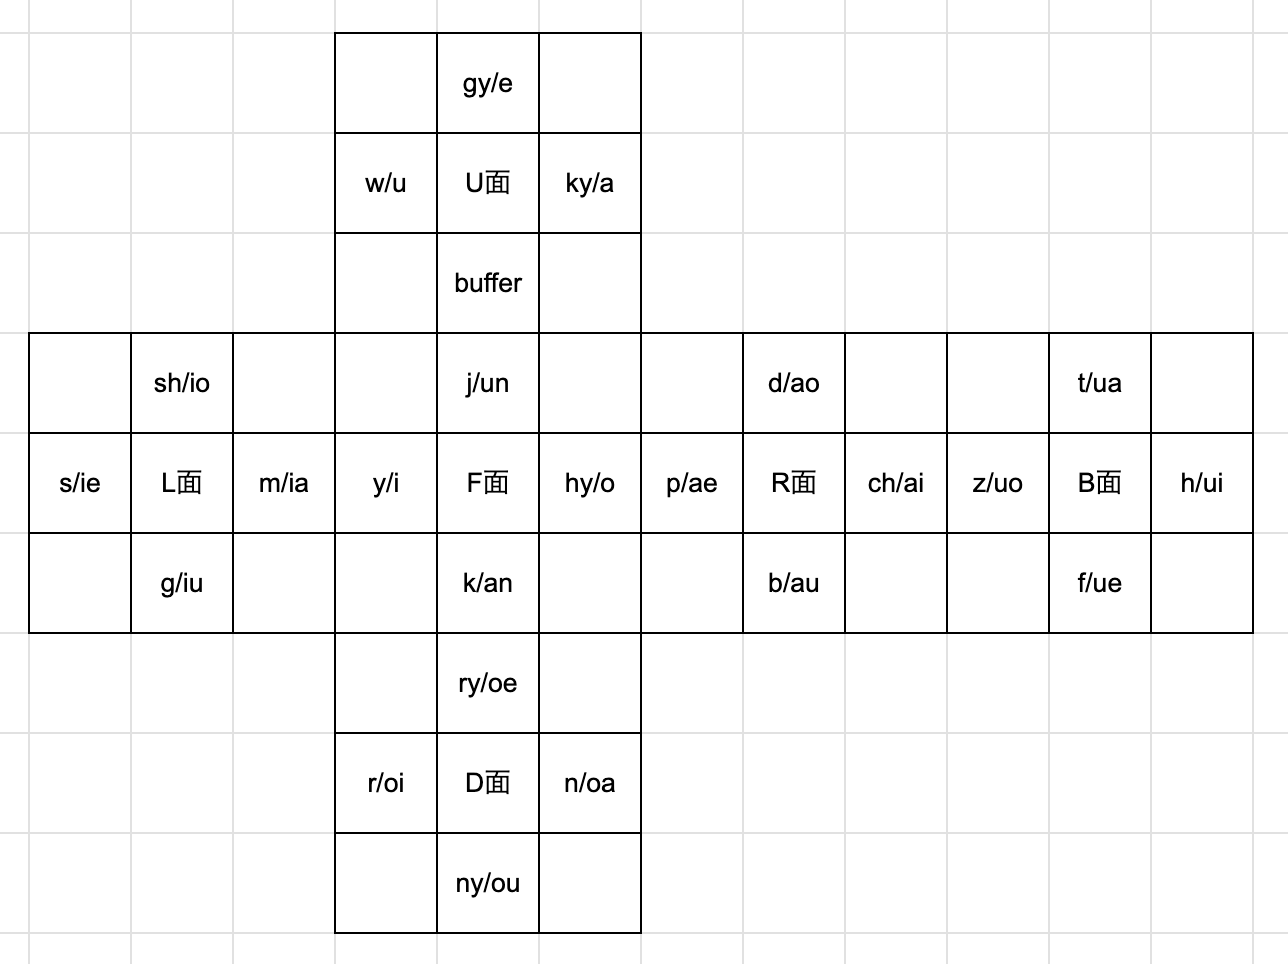 gy/e
w/u U面 ky/a
buffer
sh/io j/un d/ao t/ua
s/ie L面 m/ia y/i F面 hy/o p/ae R面 ch/ai z/uo B面 h/ui
g/iu k/an b/au f/ue
ry/oe
r/oi D面 n/oa
ny/ou